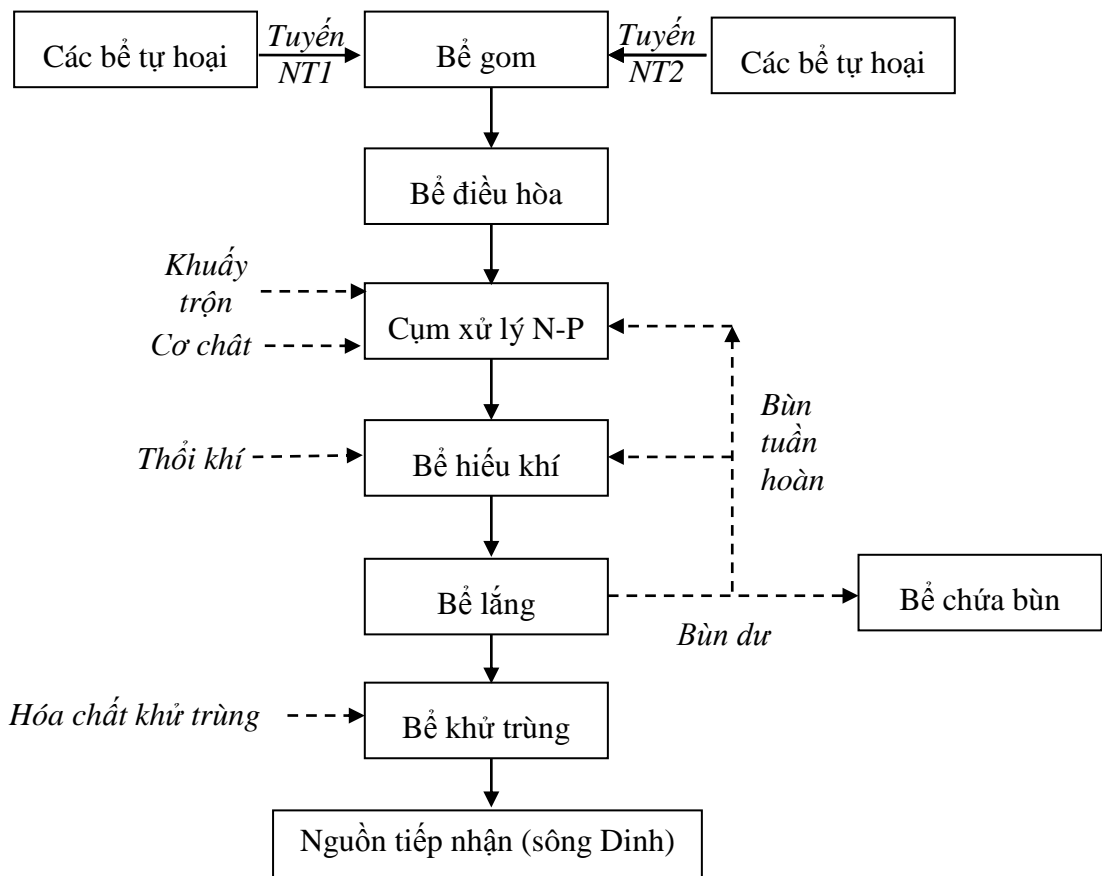 Các bể tự hoại
Tuyến
NT1
Bể gom
Tuyến
NT2
Các bể tự hoại
Bể điều hòa
Khuấy
trộn
Cơ chât
Cụm xử lý N-P
Thổi khí
Bể hiếu khí
Bùn
tuần
hoàn
Bể lắng
Bùn dư
Bể chứa bùn
Hóa chất khử trùng
Bể khử trùng
Nguồn tiếp nhận (sông Dinh)